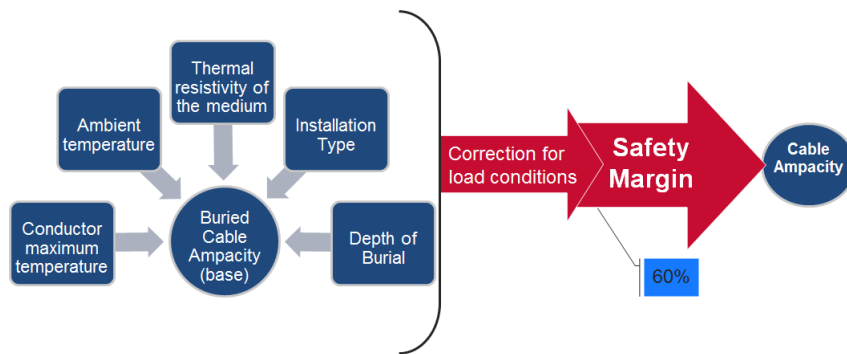 Thermal
resistivity of
the medium
Ambient
temperature
Installation
Type
Conductor
maximum
temperature
Buried
Cable
Ampacity
(base)
Depth of
Burial
Correction for
load conditions
Safety
Margin
Cable
Ampacity
60%